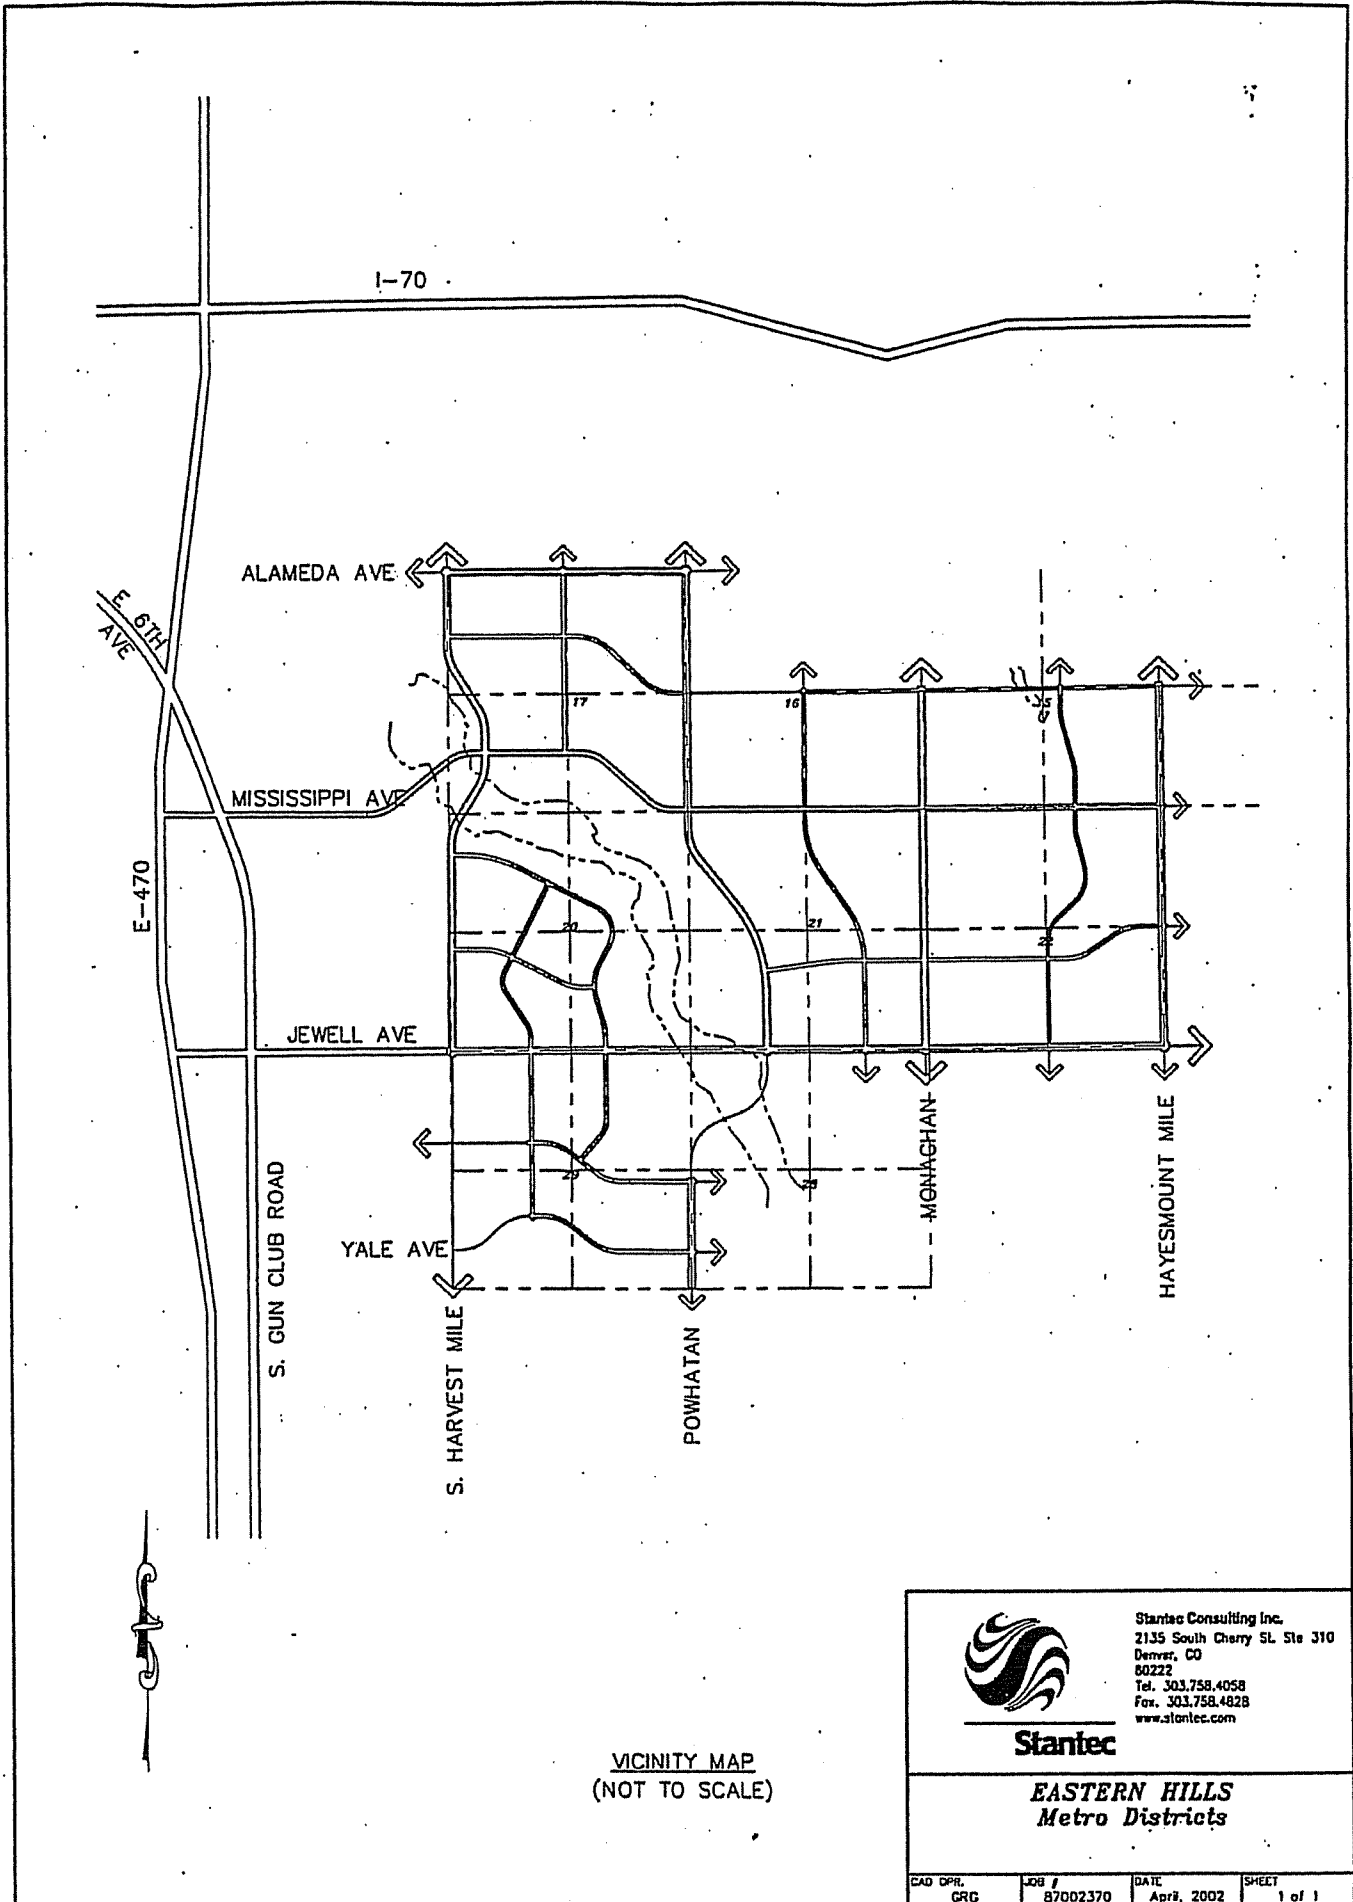 I-70
ALAMEDA AVE
E 6TH
AVE
17
16
15
MISSISSIPPI AVE
E-470
20
21
22
JEWELL AVE
S. GUN CLUB ROAD
29
28
YALE AVE
MONAGHAN
HAYESMOUNT MILE
S. HARVEST MILE
POWHATAN
VICINITY MAP
(NOT TO SCALE)
Stantec Consulting Inc.
2135 South Cherry St. Ste 310
Denver, CO
80222
Tel. 303.758.4058
Fax. 303.758.4828
www.stantec.com
Stantec
EASTERN HILLS
Metro Districts
CAD OPR. JOB # DATE SHEET
GRG 87002370 April, 2002 1 of 1